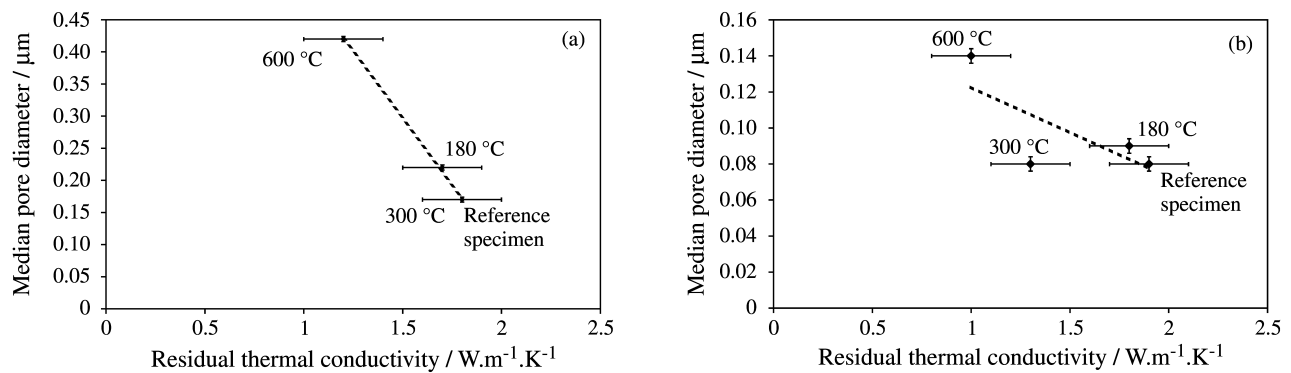 (a)
Median pore diameter / µm
0.45
0.40
0.35
0.30
0.25
0.20
0.15
0.10
0.05
0
600 °C
180 °C
300 °C
Reference
specimen
0 0.5 1 1.5 2 2.5
Residual thermal conductivity / W.m-1.K-1
(b)
Median pore diameter / µm
0.16
0.14
0.12
0.10
0.08
0.06
0.04
0.02
0
600 °C
180 °C
300 °C
Reference
specimen
0 0.5 1 1.5 2 2.5
Residual thermal conductivity / W.m-1.K-1